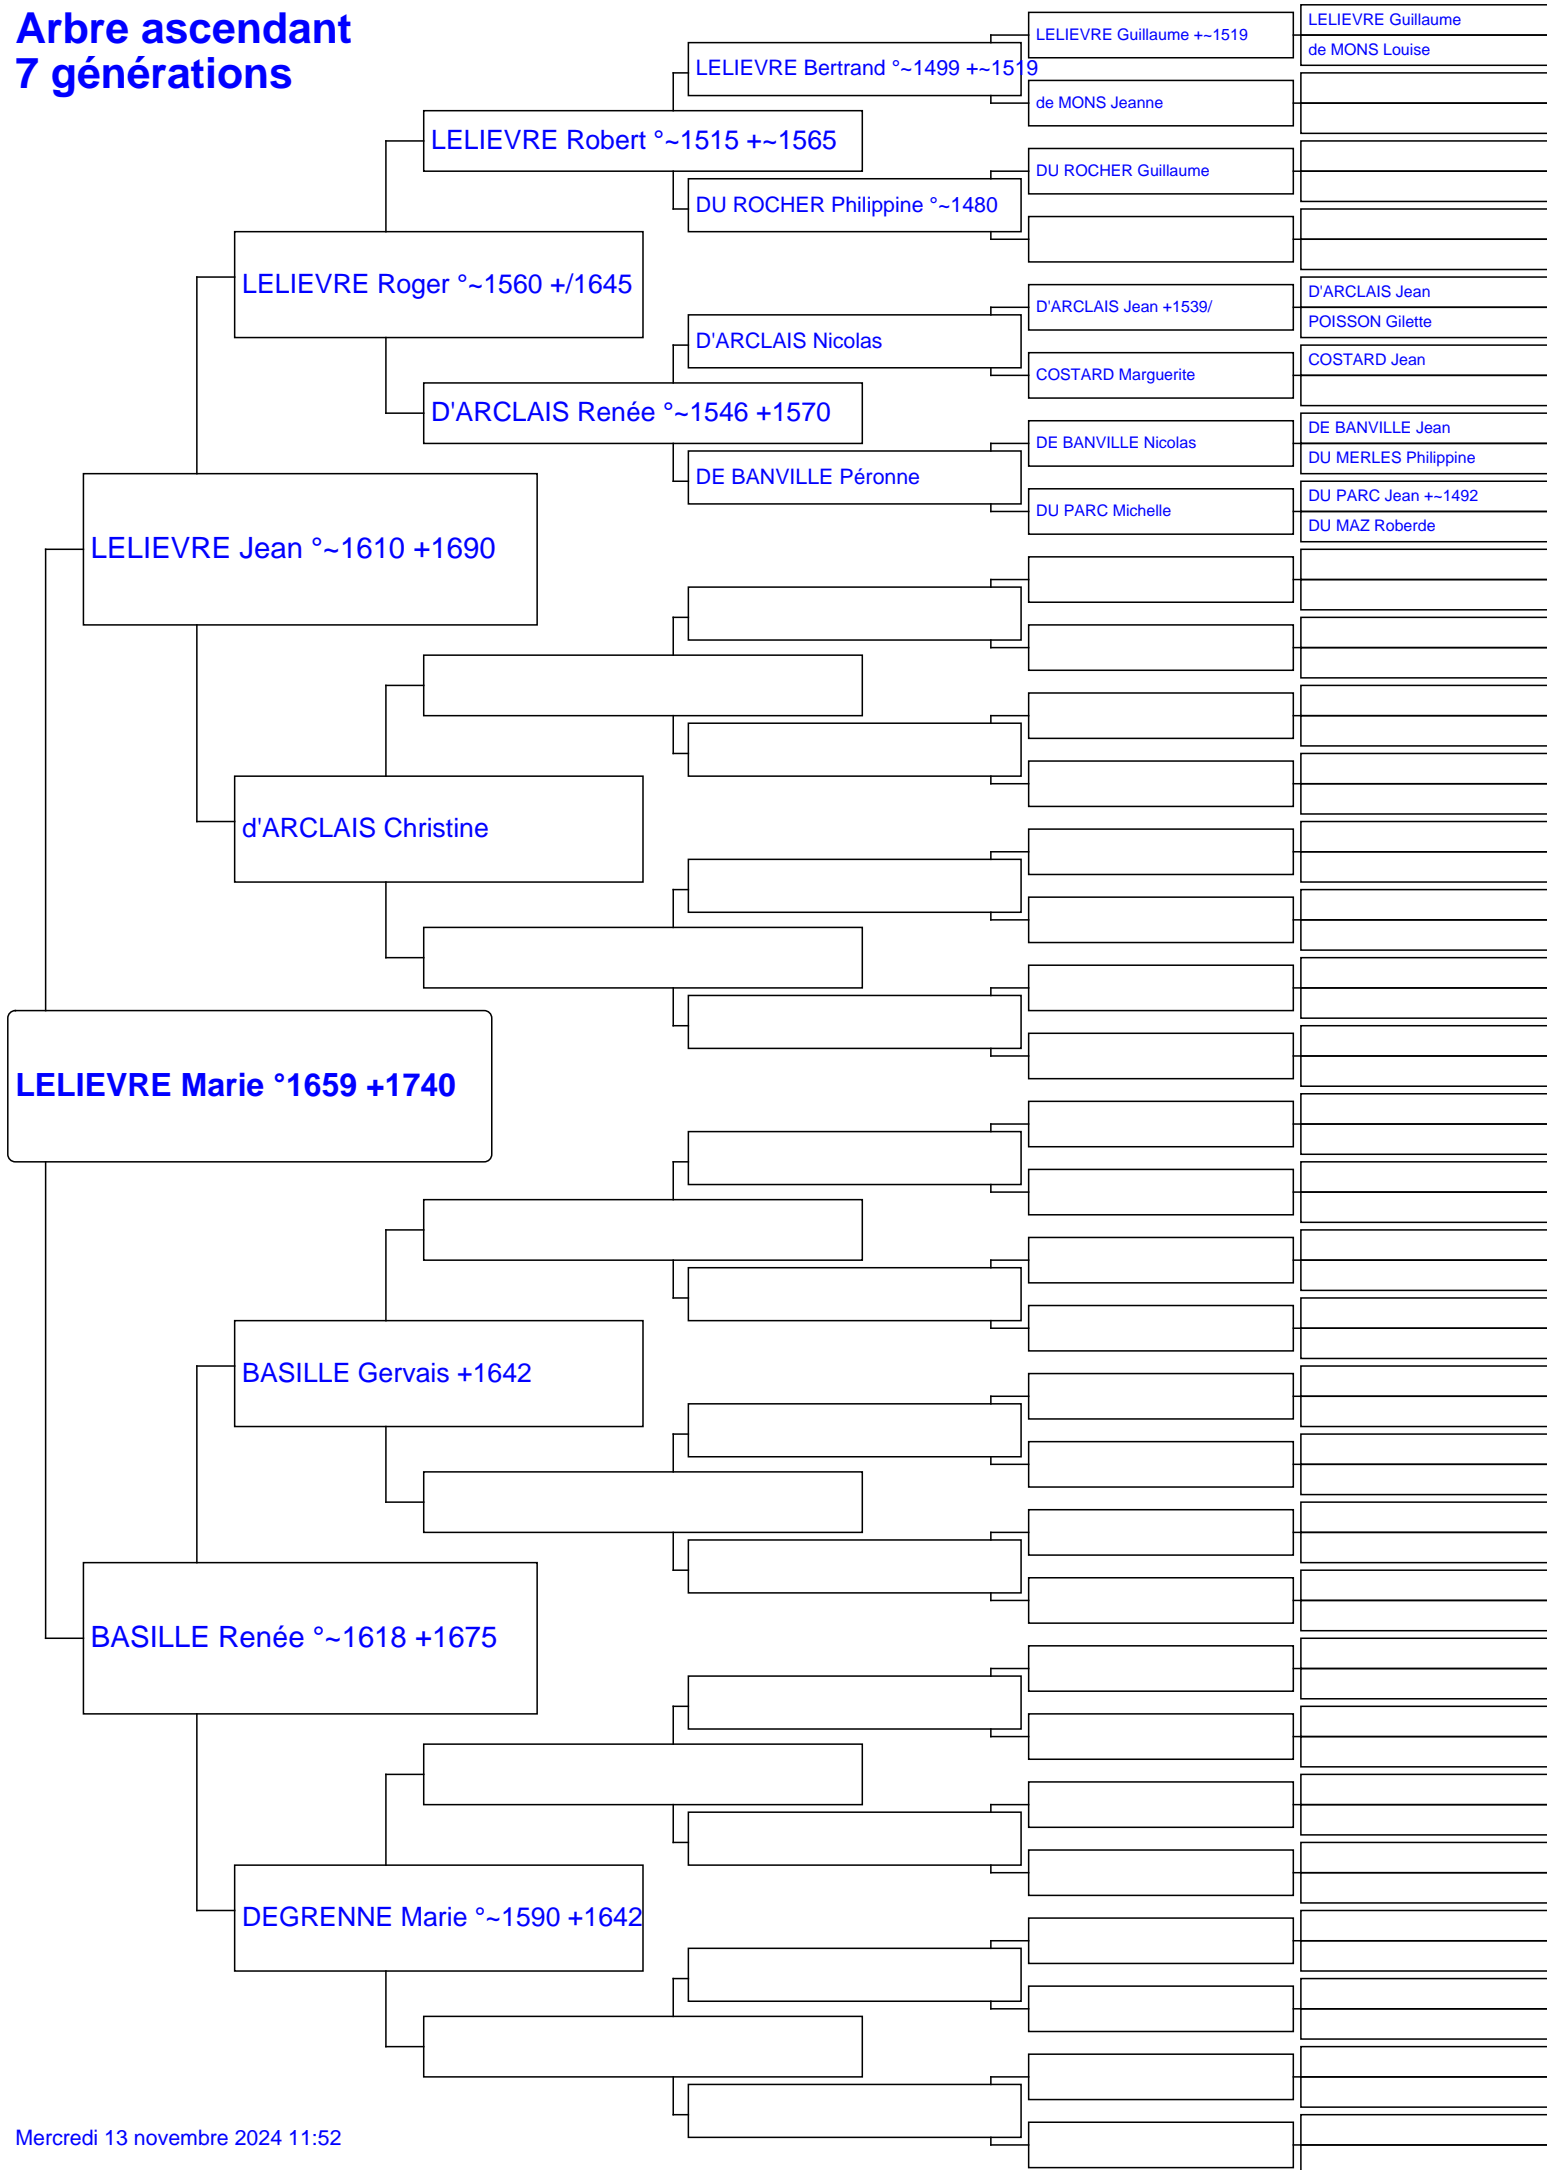 Arbre ascendant
7 générations
LELIEVRE Guillaume
LELIEVRE Guillaume +~1519
de MONS Louise
LELIEVRE Bertrand °~1499 +~1519
de MONS Jeanne
LELIEVRE Robert °~1515 +~1565
DU ROCHER Guillaume
DU ROCHER Philippine °~1480
LELIEVRE Roger °~1560 +/1645
D'ARCLAIS Jean
D'ARCLAIS Jean +1539/
POISSON Gilette
D'ARCLAIS Nicolas
COSTARD Jean
COSTARD Marguerite
D'ARCLAIS Renée °~1546 +1570
DE BANVILLE Jean
DE BANVILLE Nicolas
DU MERLES Philippine
DE BANVILLE Péronne
DU PARC Jean +~1492
DU PARC Michelle
DU MAZ Roberde
LELIEVRE Jean °~1610 +1690
d'ARCLAIS Christine
LELIEVRE Marie °1659 +1740
BASILLE Gervais +1642
BASILLE Renée °~1618 +1675
DEGRENNE Marie °~1590 +1642
Mercredi 13 novembre 2024 11:52